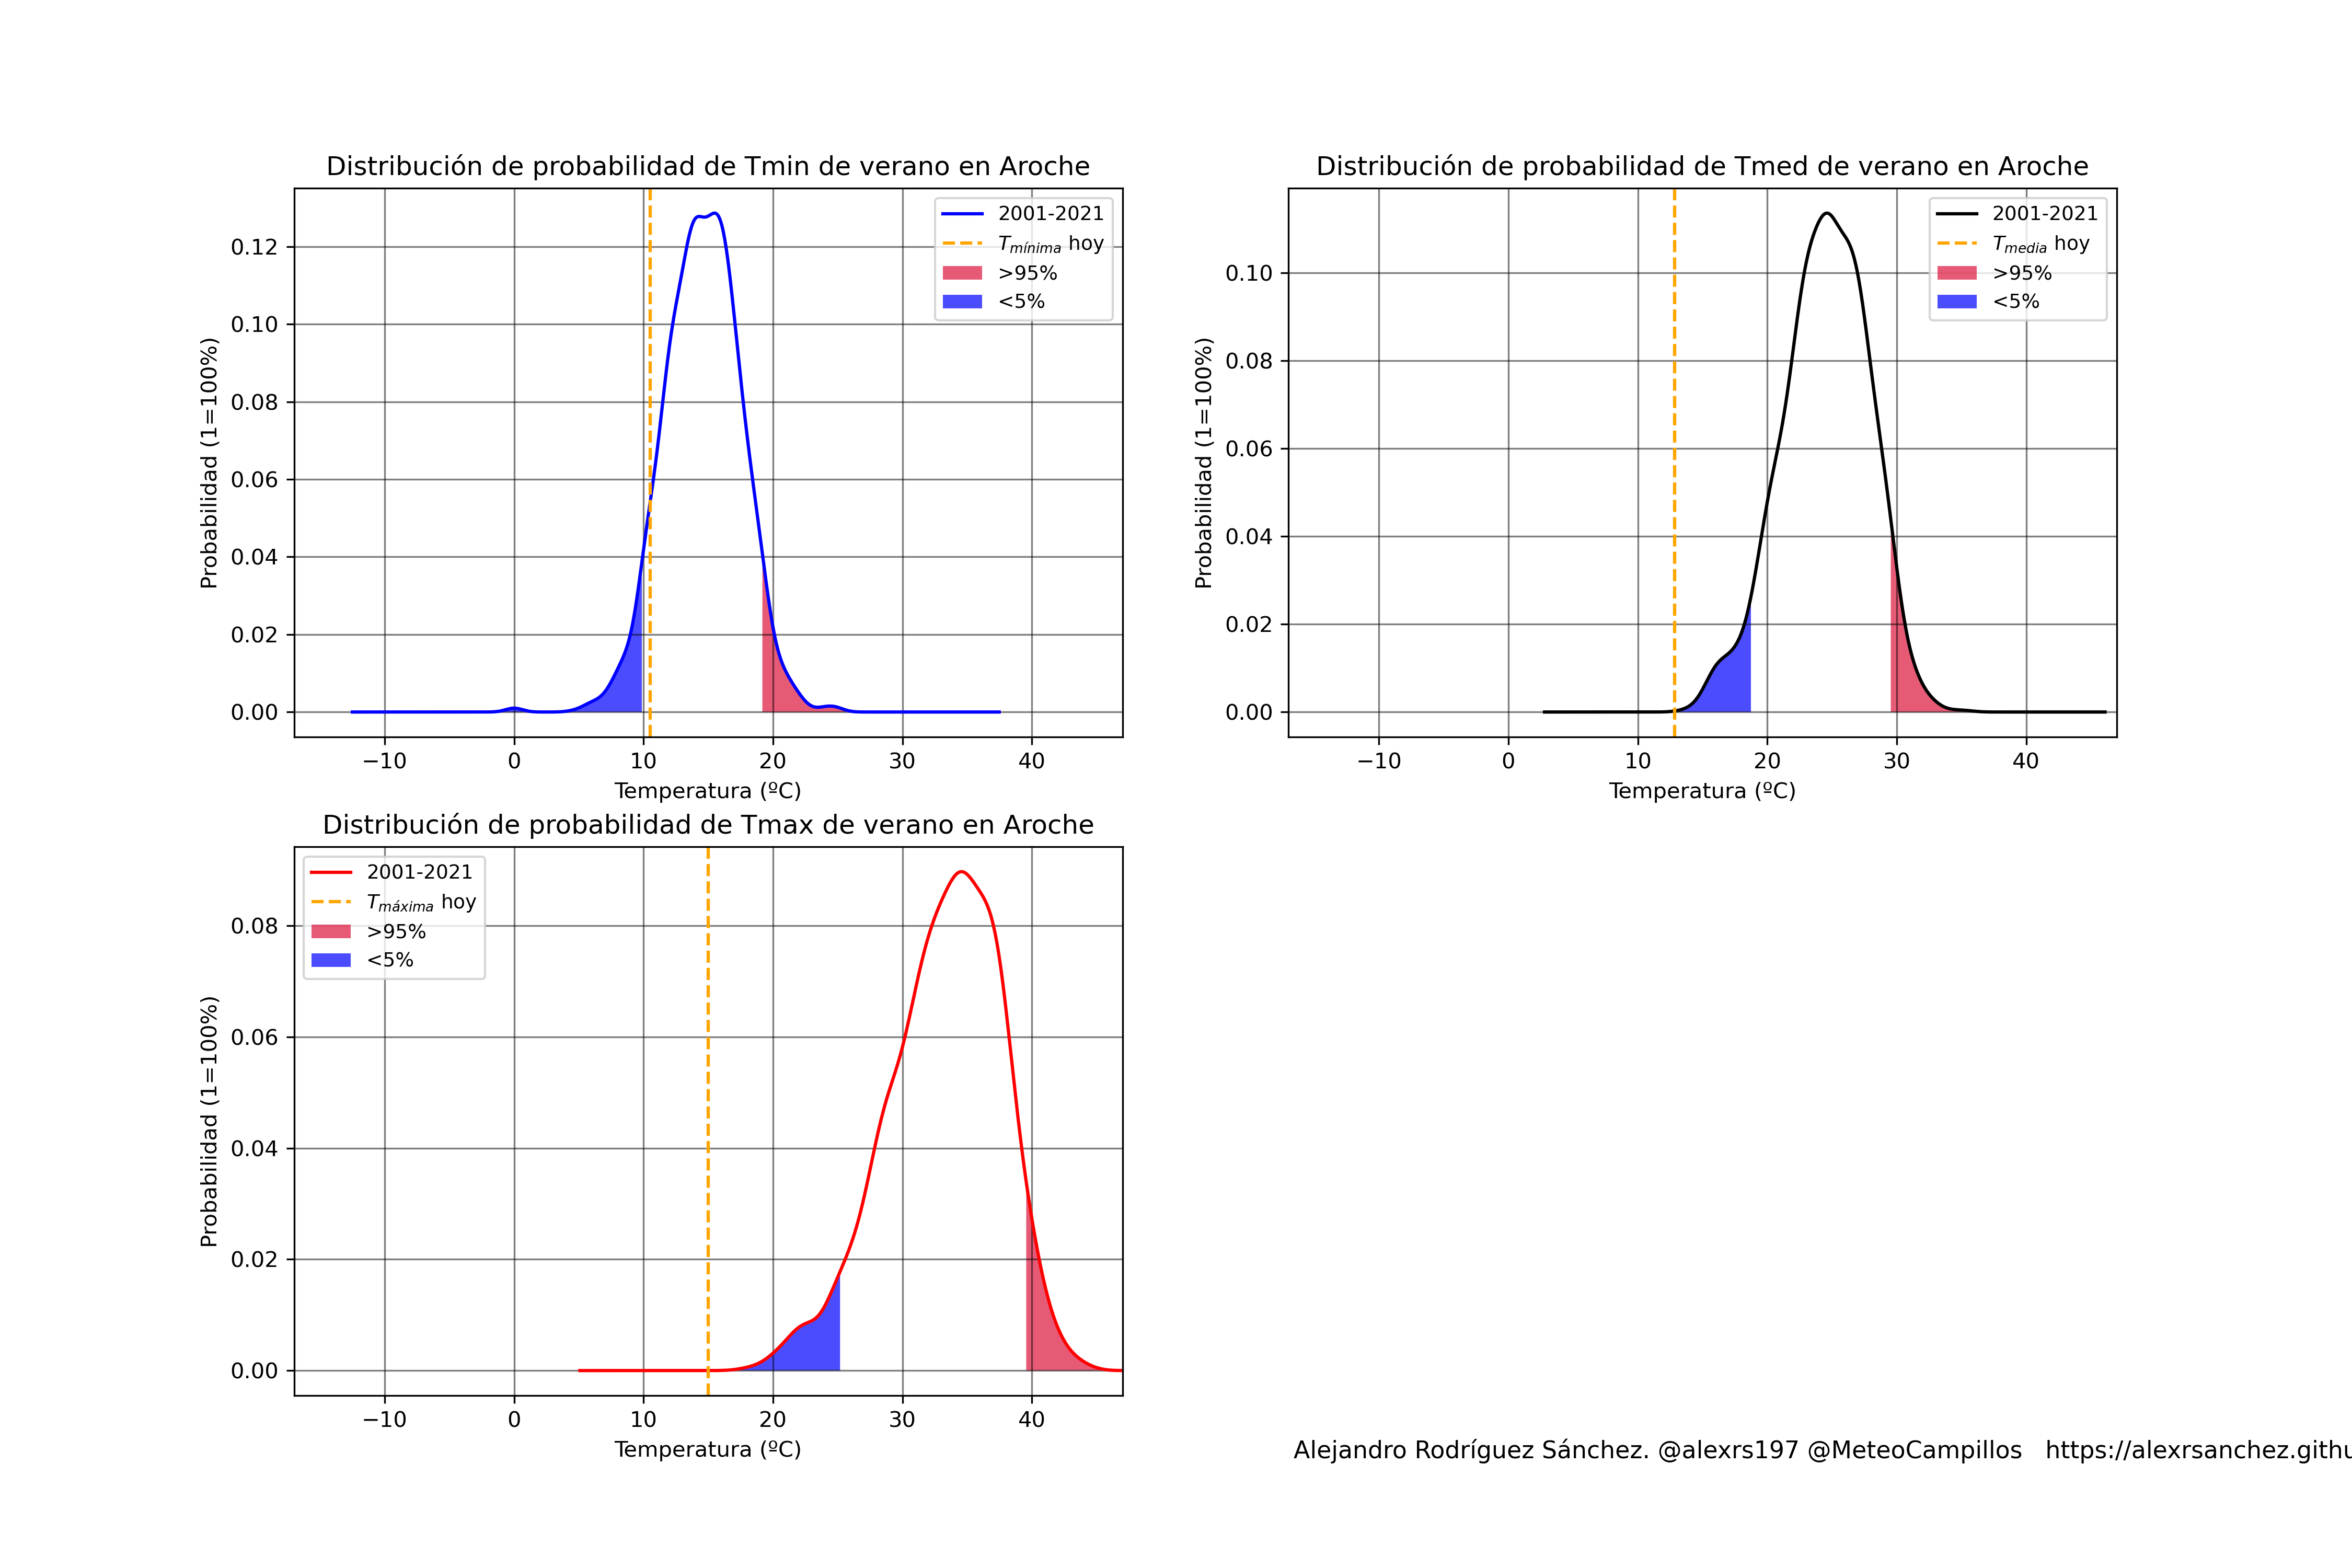 Distribución de probabilidad de Tmin de verano en Aroche
Probabilidad (1=100%)
0.12
0.10
0.08
0.06
0.04
0.02
0.00
2001-2021
Tmínima hoy
>95%
<5%
−10 0 10 20 30 40
Temperatura (ºC)
Distribución de probabilidad de Tmed de verano en Aroche
Probabilidad (1=100%)
0.10
0.08
0.06
0.04
0.02
0.00
2001-2021
Tmedia hoy
>95%
<5%
−10 0 10 20 30 40
Temperatura (ºC)
Distribución de probabilidad de Tmax de verano en Aroche
Probabilidad (1=100%)
0.08
0.06
0.04
0.02
0.00
2001-2021
Tmáxima hoy
>95%
<5%
−10 0 10 20 30 40
Temperatura (ºC)
Alejandro Rodríguez Sánchez. @alexrs197 @MeteoCampillos https://alexrsanchez.githu